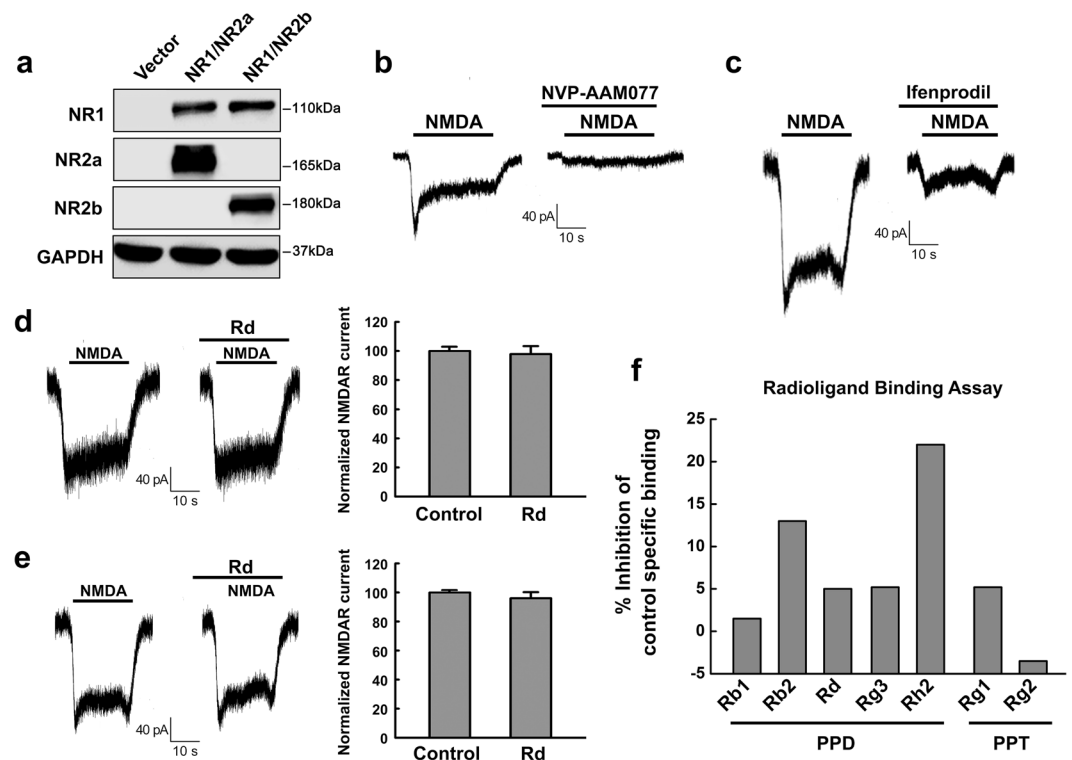 a
Vector
NR1/NR2a
NR1/NR2b
NR1
–110kDa
NR2a
–165kDa
NR2b
–180kDa
GAPDH
–37kDa
b
NMDA
NVP-AAM077
NMDA
40 pA
10 s
c
NMDA
Ifenprodil
NMDA
40 pA
10 s
d
NMDA
Rd
NMDA
40 pA
10 s
Normalized NMDAR current
120
100
80
60
40
20
0
Control Rd
e
NMDA
Rd
NMDA
40 pA
10 s
Normalized NMDAR current
120
100
80
60
40
20
0
Control Rd
f
Radioligand Binding Assay
% Inhibition of
control specific binding
25
20
15
10
5
0
-5
Rb1 Rb2 Rd Rg3 Rh2 Rg1 Rg2
PPD PPT